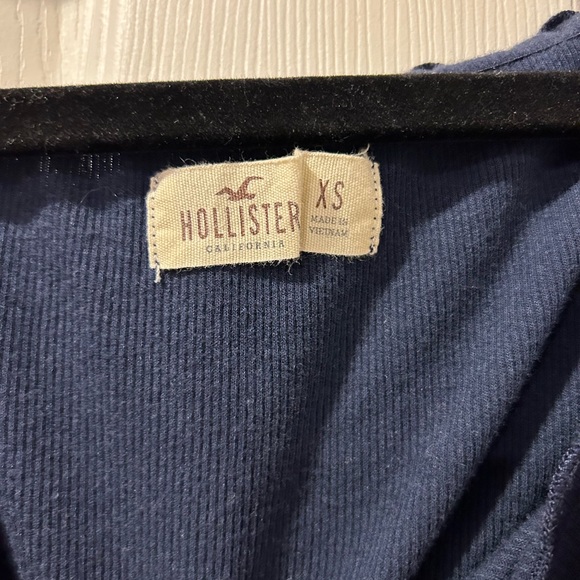 HOLLISTER
CALIFORNIA
XS
MADE IN
VIETNAM